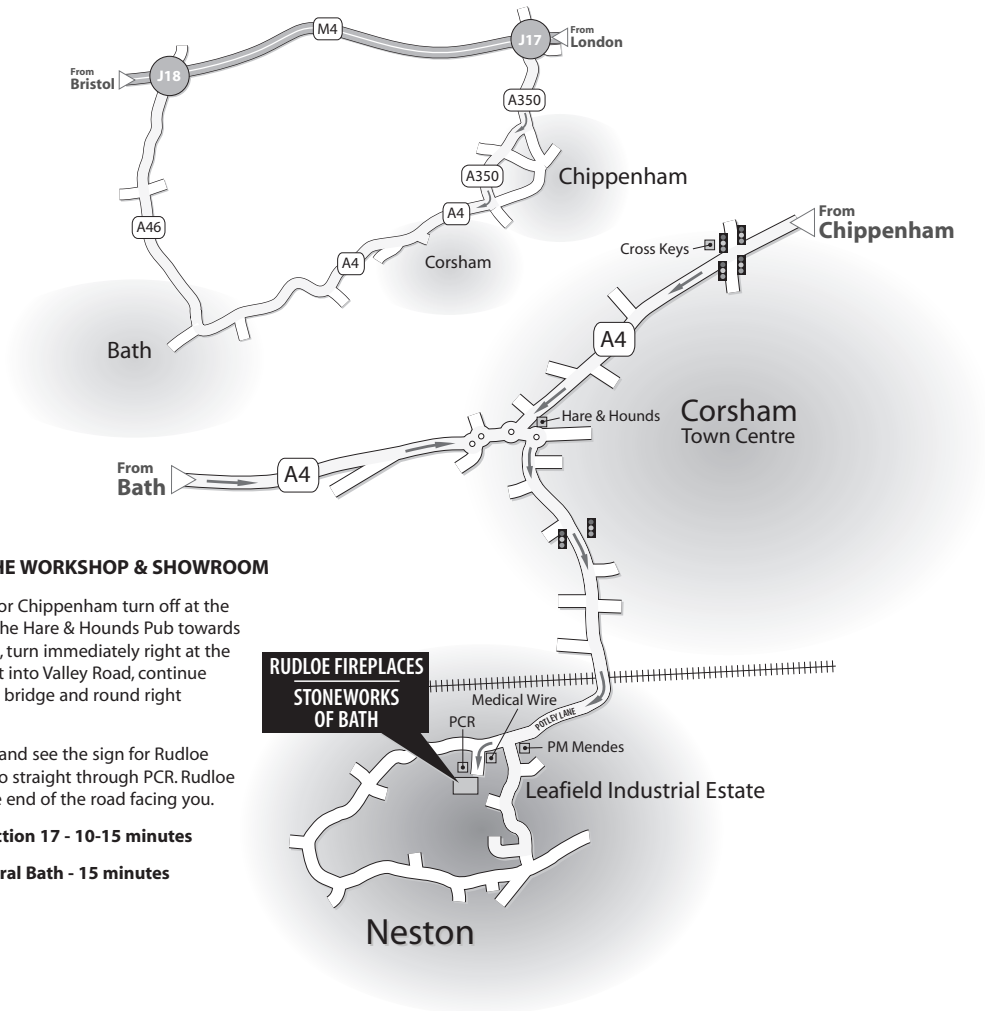 M4
J17
From
London
From
Bristol
J18
A350
A350
Chippenham
A4
A46
Corsham
A4
Bath
From
Chippenham
Cross Keys
A4
Hare & Hounds
Corsham
Town Centre
From
Bath
A4
HE WORKSHOP & SHOWROOM
or Chippenham turn off at the
he Hare & Hounds Pub towards
, turn immediately right at the
t into Valley Road, continue
bridge and round right
and see the sign for Rudloe
o straight through PCR. Rudloe
e end of the road facing you.
ction 17 - 10-15 minutes
ral Bath - 15 minutes
RUDLOE FIREPLACES
STONEWORKS
OF BATH
Medical Wire
POTLEY LANE
PCR
PM Mendes
Leafield Industrial Estate
Neston